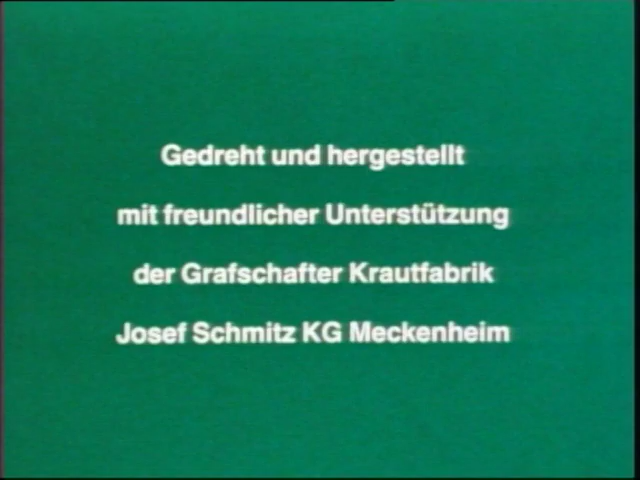 Gedreht und hergestellt
mit freundlicher Unterstützung
der Grafschafter Krautfabrik
Josef Schmitz KG Meckenheim